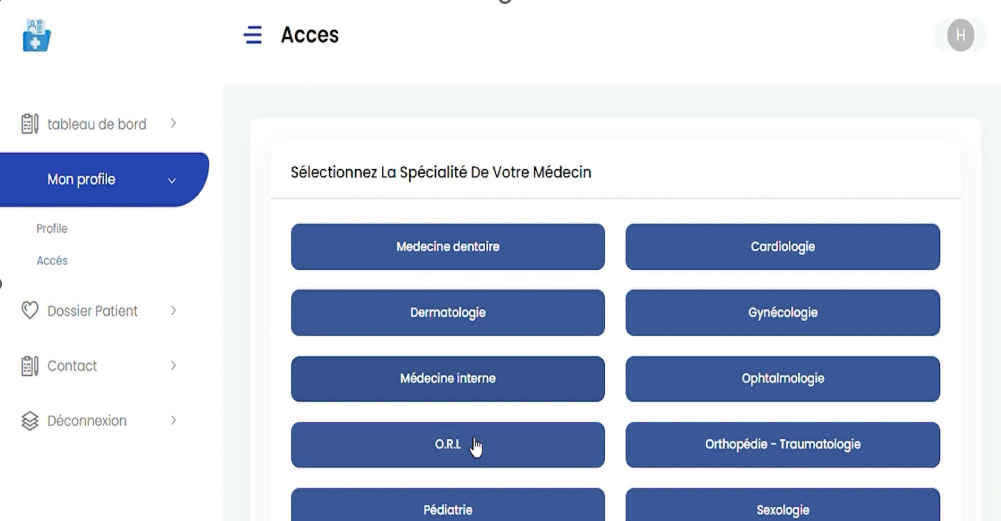 Acces
H
tableau de bord
Mon profile
Profile
Accés
Dossier Patient
Contact
Déconnexion
Sélectionnez La Spécialité De Votre Médecin
Medecine dentaire
Cardiologie
Dermatologie
Gynécologie
Médecine interne
Ophtalmologie
O.R.L
Orthopédie - Traumatologie
Pédiatrie
Sexologie